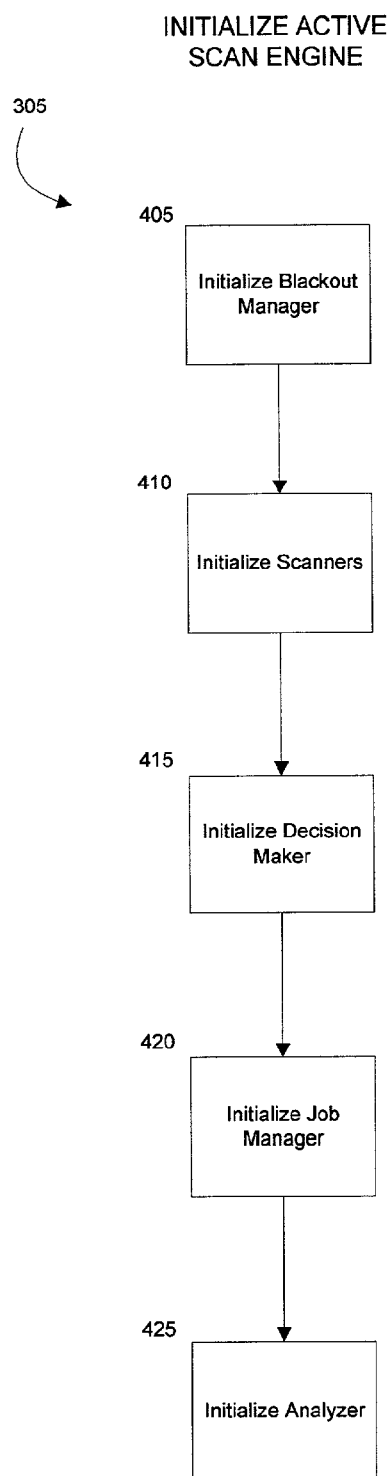 INITIALIZE ACTIVE
SCAN ENGINE
305
405
Initialize Blackout
Manager
410
Initialize Scanners
415
Initialize Decision
Maker
420
Initialize Job
Manager
425
Initialize Analyzer